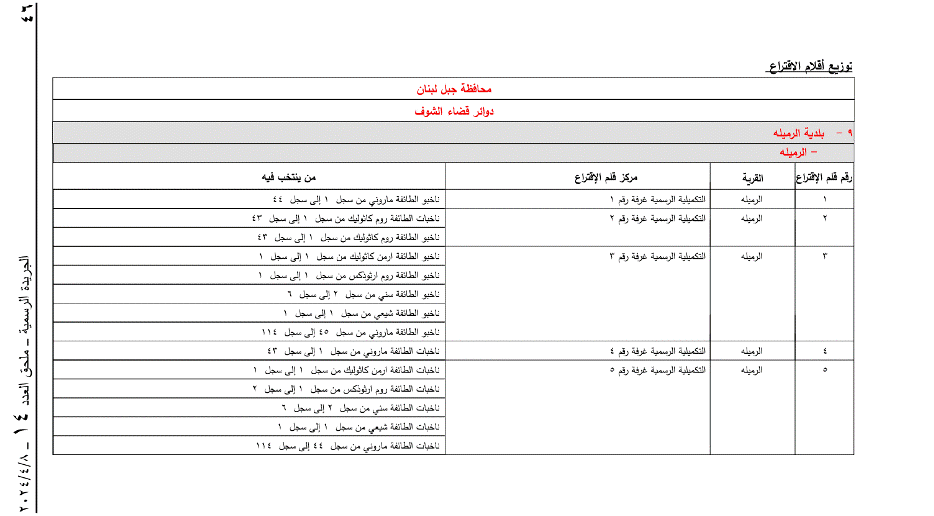 ٤٦
الجريدة الرسمية – ملحق العدد ١٤ – ٢٠٢٤/٤/٨
توزيع أقلام الإقتراع
محافظة جبل لبنان
دوائر قضاء الشوف
٩ - بلدية الرميله
- الرميله
رقم قلم الإقتراع القرية مركز قلم الإقتراع من ينتخب فيه
١ الرميله التكميلية الرسمية غرفة رقم ١ ناخبو الطائفة ماروني من سجل ١ إلى سجل ٤٤
٢ الرميله التكميلية الرسمية غرفة رقم ٢ ناخبات الطائفة روم كاثوليك من سجل ١ إلى سجل ٤٣
ناخبو الطائفة روم كاثوليك من سجل ١ إلى سجل ٤٣
٣ الرميله التكميلية الرسمية غرفة رقم ٣ ناخبو الطائفة ارمن كاثوليك من سجل ١ إلى سجل ١
ناخبو الطائفة روم ارثوذكس من سجل ١ إلى سجل ١
ناخبو الطائفة سني من سجل ٢ إلى سجل ٦
ناخبو الطائفة شيعي من سجل ١ إلى سجل ١
ناخبو الطائفة ماروني من سجل ٤٥ إلى سجل ١١٤
٤ الرميله التكميلية الرسمية غرفة رقم ٤ ناخبات الطائفة ماروني من سجل ١ إلى سجل ٤٣
٥ الرميله التكميلية الرسمية غرفة رقم ٥ ناخبات الطائفة ارمن كاثوليك من سجل ١ إلى سجل ١
ناخبات الطائفة روم ارثوذكس من سجل ١ إلى سجل ٢
ناخبات الطائفة سني من سجل ٢ إلى سجل ٦
ناخبات الطائفة شيعي من سجل ١ إلى سجل ١
ناخبات الطائفة ماروني من سجل ٤٤ إلى سجل ١١٤